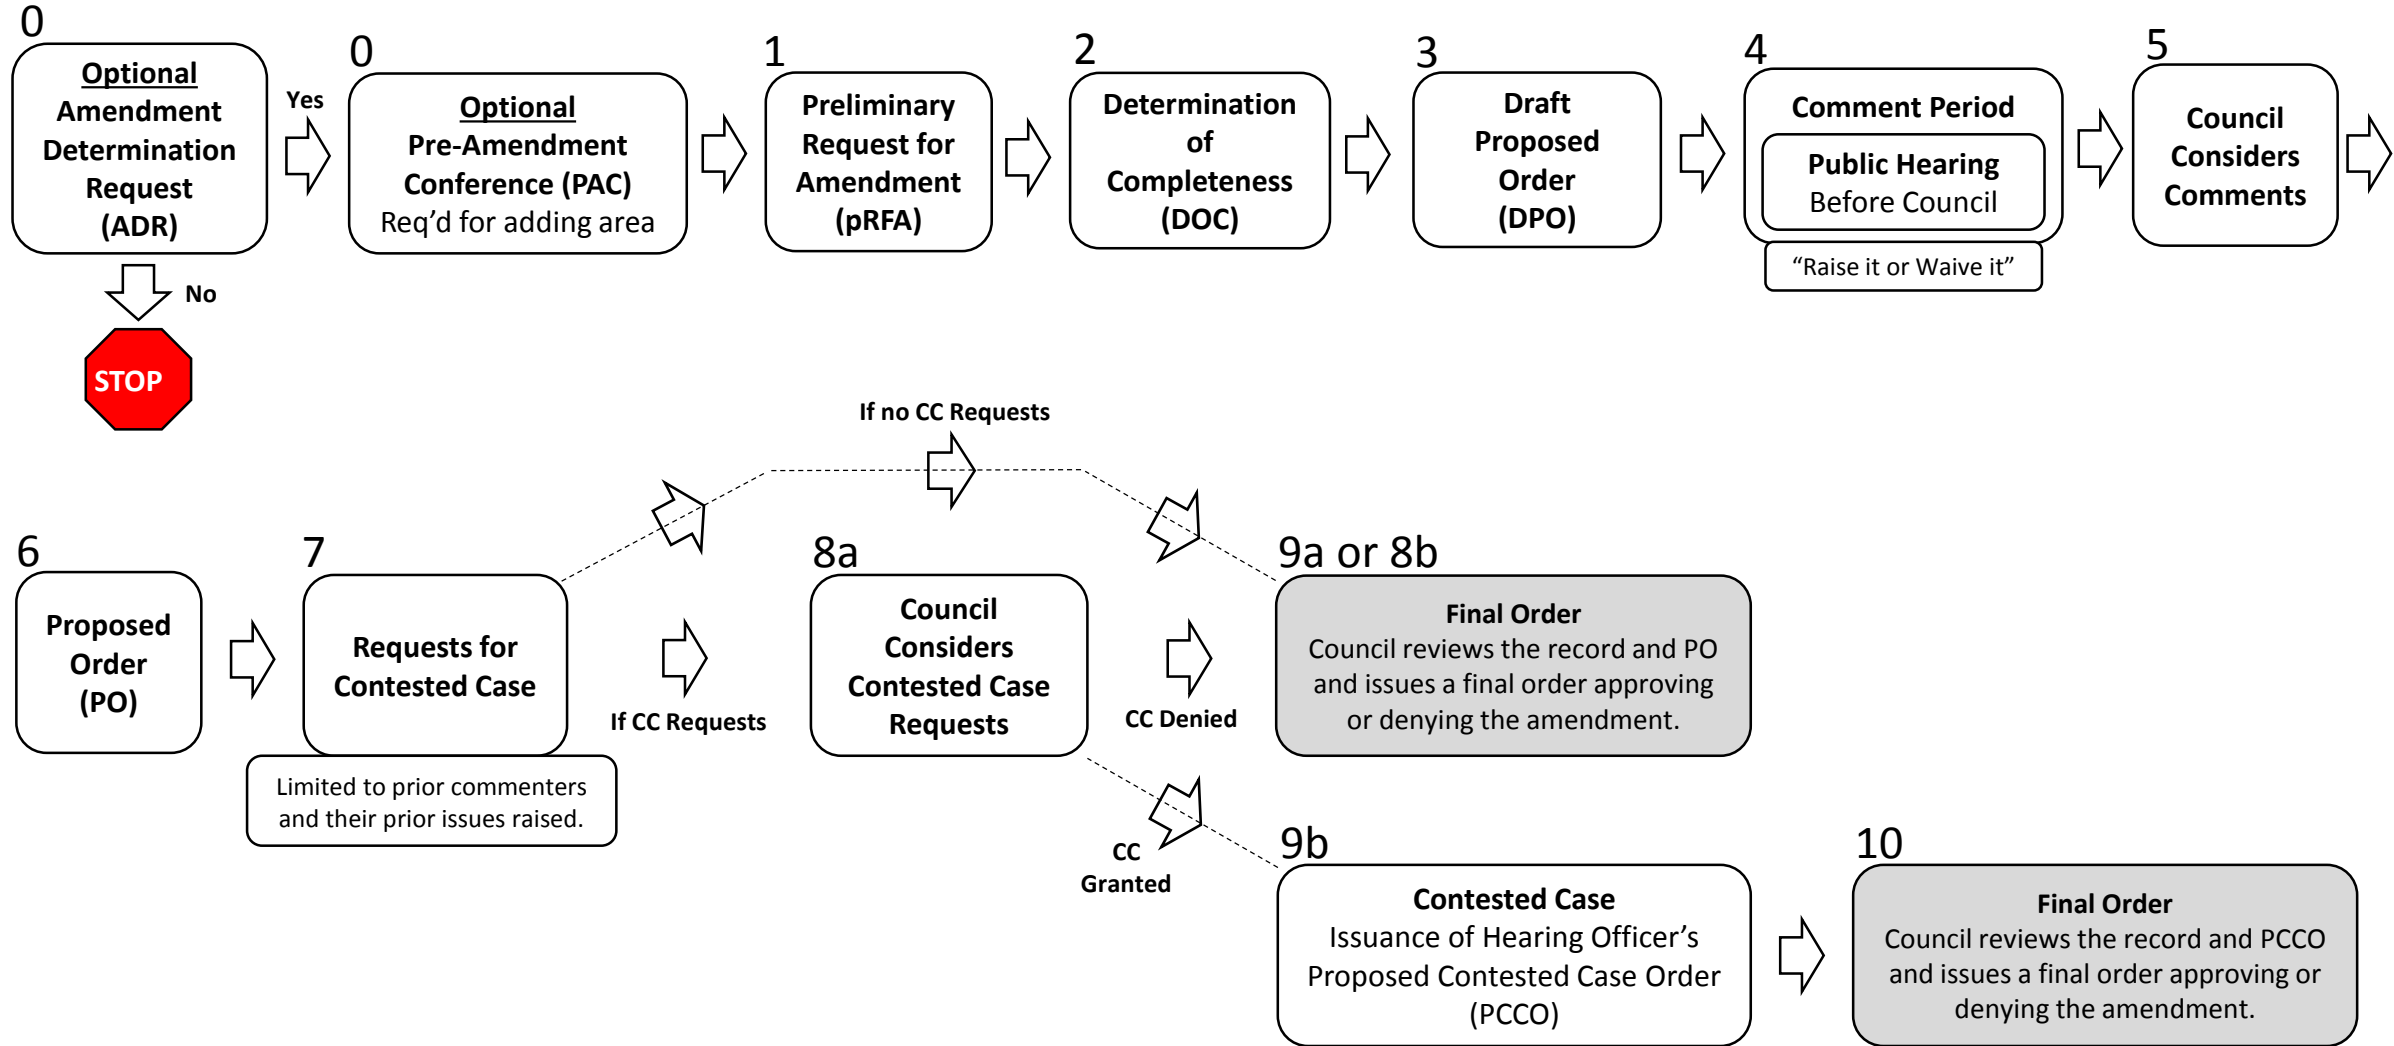 0
Optional
Amendment
Determination
Request
(ADR)
Yes
No
STOP
0
Optional
Pre-Amendment
Conference (PAC)
Req'd for adding area
1
Preliminary
Request for
Amendment
(pRFA)
2
Determination
of
Completeness
(DOC)
3
Draft
Proposed
Order
(DPO)
4
Comment Period
Public Hearing
Before Council
“Raise it or Waive it”
5
Council
Considers
Comments
6
Proposed
Order
(PO)
7
Requests for
Contested Case
Limited to prior commenters
and their prior issues raised.
If no CC Requests
If CC Requests
8a
Council
Considers
Contested Case
Requests
CC Denied
CC
Granted
9a or 8b
Final Order
Council reviews the record and PO
and issues a final order approving
or denying the amendment.
9b
Contested Case
Issuance of Hearing Officer’s
Proposed Contested Case Order
(PCCO)
10
Final Order
Council reviews the record and PCCO
and issues a final order approving or
denying the amendment.